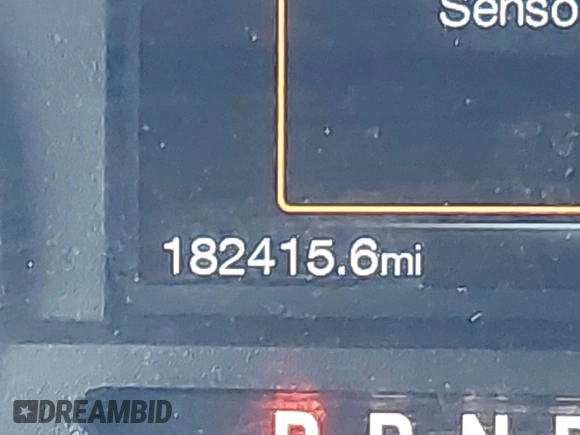 Senso
182415.6mi
P R N D
DREAMBID